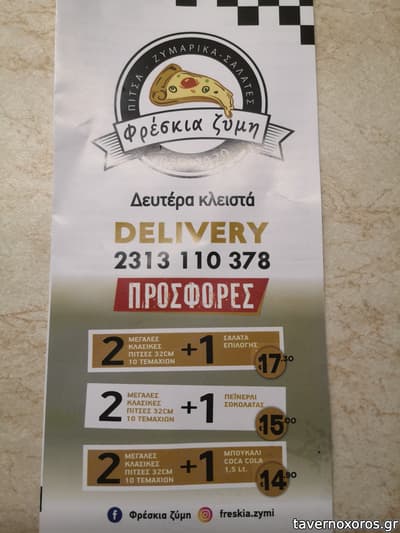 ΠΙΤΣΑ - ΖΥΜΑΡΙΚΑ - ΣΑΛΑΤΕΣ
Φρέσκια ζύμη
Δευτέρα κλειστά
DELIVERY
2313 110 378
ΠΡΟΣΦΟΡΕΣ
2 ΜΕΓΑΛΕΣ ΚΛΑΣΙΚΕΣ ΠΙΤΣΕΣ 32CM 10 ΤΕΜΑΧΙΩΝ +1 ΣΑΛΑΤΑ ΕΠΙΛΟΓΗΣ
17.30
2 ΜΕΓΑΛΕΣ ΚΛΑΣΙΚΕΣ ΠΙΤΣΕΣ 32CM 10 ΤΕΜΑΧΙΩΝ +1 ΠΕΪΝΙΡΛΙ ΣΟΚΟΛΑΤΑΣ
15.00
2 ΜΕΓΑΛΕΣ ΚΛΑΣΙΚΕΣ ΠΙΤΣΕΣ 32CM 10 ΤΕΜΑΧΙΩΝ +1 ΜΠΟΥΚΑΛΙ COCA COLA 1,5 Lt.
14.90
Φρέσκια ζύμη freskia.zymi
tavernoxoros.gr